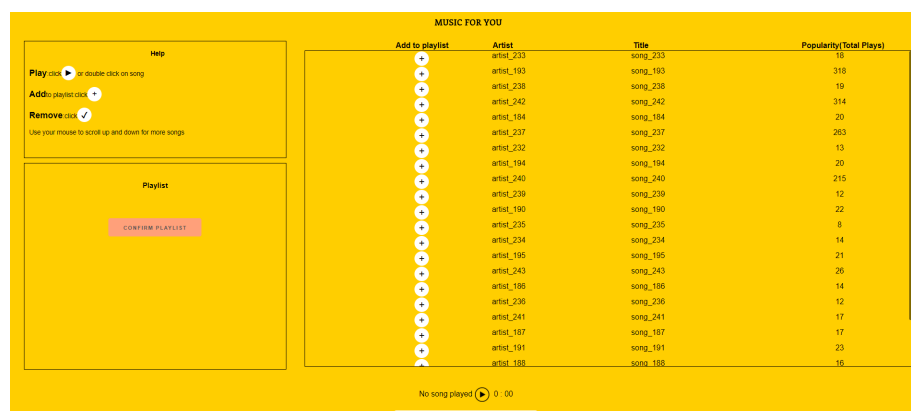 MUSIC FOR YOU
Help
Play:click ▶ or double click on song
Addto playlist:click +
Remove:click ✓
Use your mouse to scroll up and down for more songs
Playlist
CONFIRM PLAYLIST
Add to playlist Artist Title Popularity(Total Plays)
+ artist_233 song_233 18
+ artist_193 song_193 318
+ artist_238 song_238 19
+ artist_242 song_242 314
+ artist_184 song_184 20
+ artist_237 song_237 263
+ artist_232 song_232 13
+ artist_194 song_194 20
+ artist_240 song_240 215
+ artist_239 song_239 12
+ artist_190 song_190 22
+ artist_235 song_235 8
+ artist_234 song_234 14
+ artist_195 song_195 21
+ artist_243 song_243 26
+ artist_186 song_186 14
+ artist_236 song_236 12
+ artist_241 song_241 17
+ artist_187 song_187 17
+ artist_191 song_191 23
+ artist_188 song_188 16
No song played ▶ 0 : 00